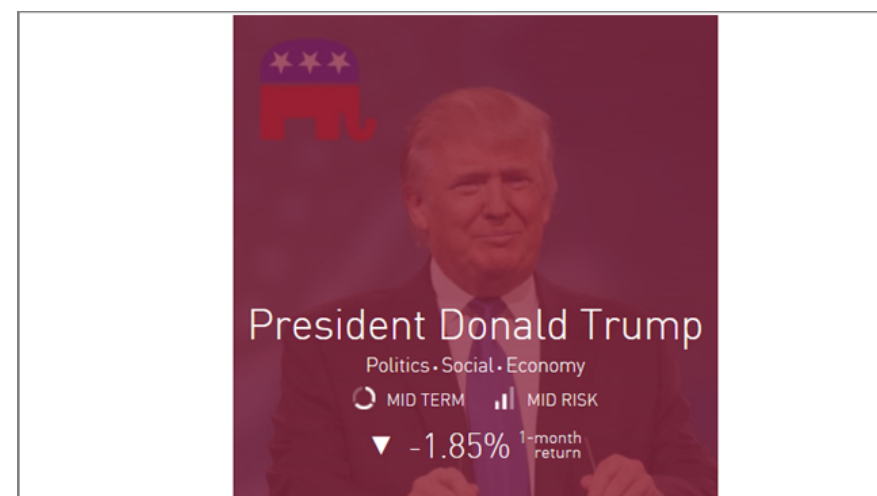 President Donald Trump
Politics • Social • Economy
MID TERM MID RISK
▼ -1.85% 1-month
return